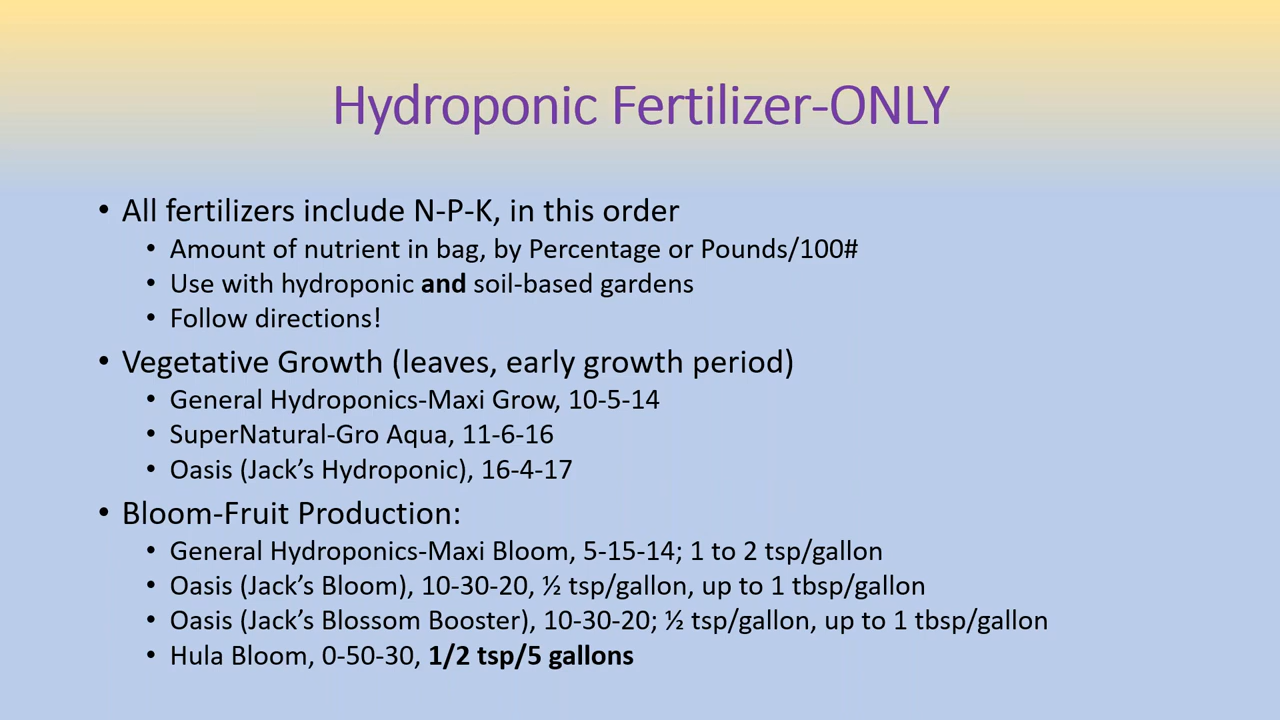 Hydroponic Fertilizer-ONLY
• All fertilizers include N-P-K, in this order
• Amount of nutrient in bag, by Percentage or Pounds/100#
• Use with hydroponic and soil-based gardens
• Follow directions!
• Vegetative Growth (leaves, early growth period)
• General Hydroponics-Maxi Grow, 10-5-14
• SuperNatural-Gro Aqua, 11-6-16
• Oasis (Jack’s Hydroponic), 16-4-17
• Bloom-Fruit Production:
• General Hydroponics-Maxi Bloom, 5-15-14; 1 to 2 tsp/gallon
• Oasis (Jack’s Bloom), 10-30-20, ½ tsp/gallon, up to 1 tbsp/gallon
• Oasis (Jack’s Blossom Booster), 10-30-20; ½ tsp/gallon, up to 1 tbsp/gallon
• Hula Bloom, 0-50-30, 1/2 tsp/5 gallons